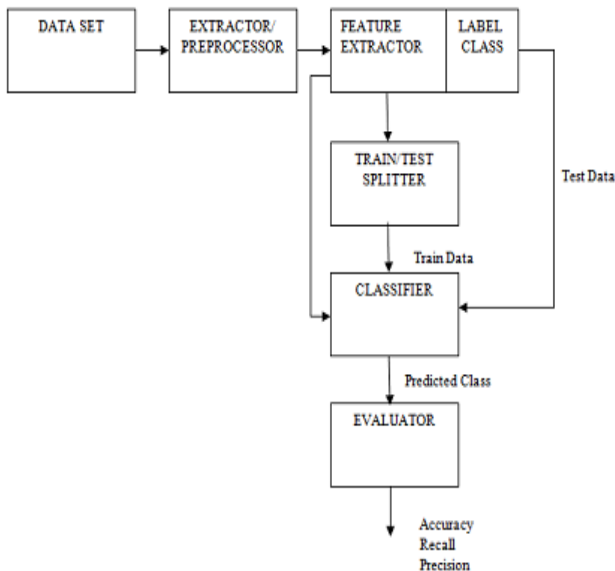 DATA SET
EXTRACTOR/
PREPROCESSOR
FEATURE
EXTRACTOR
LABEL
CLASS
TRAIN/TEST
SPLITTER
Test Data
Train Data
CLASSIFIER
Predicted Class
EVALUATOR
Accuracy
Recall
Precision